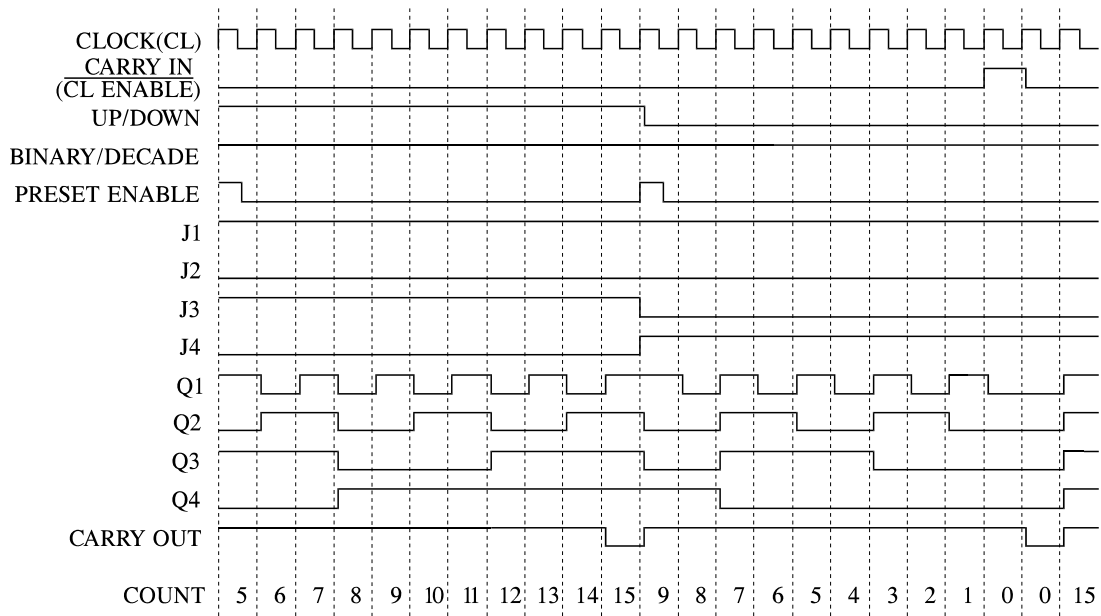 CLOCK(CL)
CARRY IN
(CL ENABLE)
UP/DOWN
BINARY/DECADE
PRESET ENABLE
J1
J2
J3
J4
Q1
Q2
Q3
Q4
CARRY OUT
COUNT 5 6 7 8 9 10 11 12 13 14 15 9 8 7 6 5 4 3 2 1 0 0 15